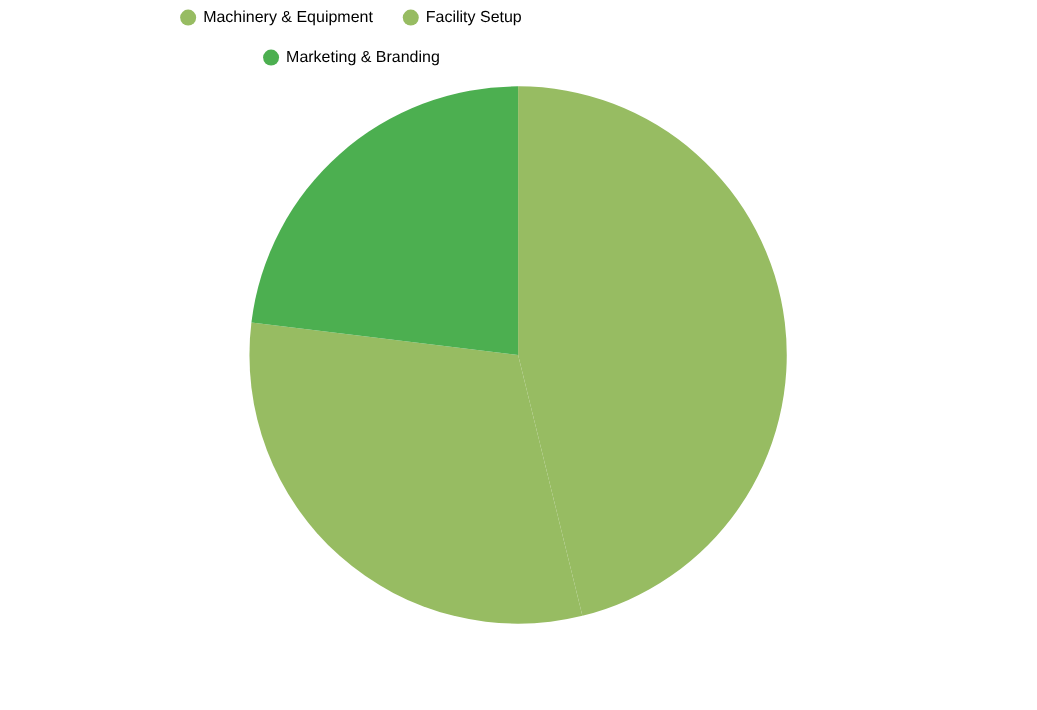 Machinery & Equipment Facility Setup
Marketing & Branding